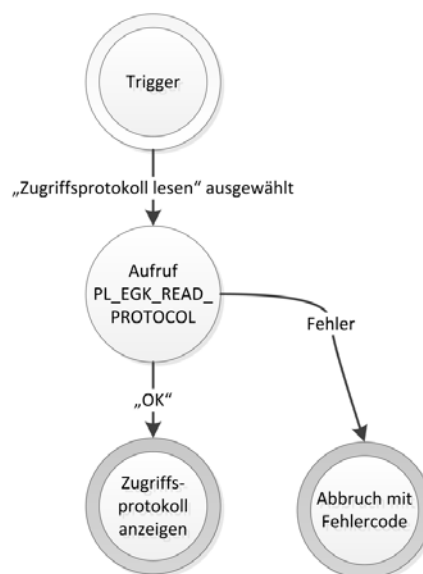 Trigger
„Zugriffsprotokoll lesen“ ausgewählt
Aufruf
PL_EGK_READ_
PROTOCOL
Fehler
„OK“
Zugriffs-
protokoll
anzeigen
Abbruch mit
Fehlercode